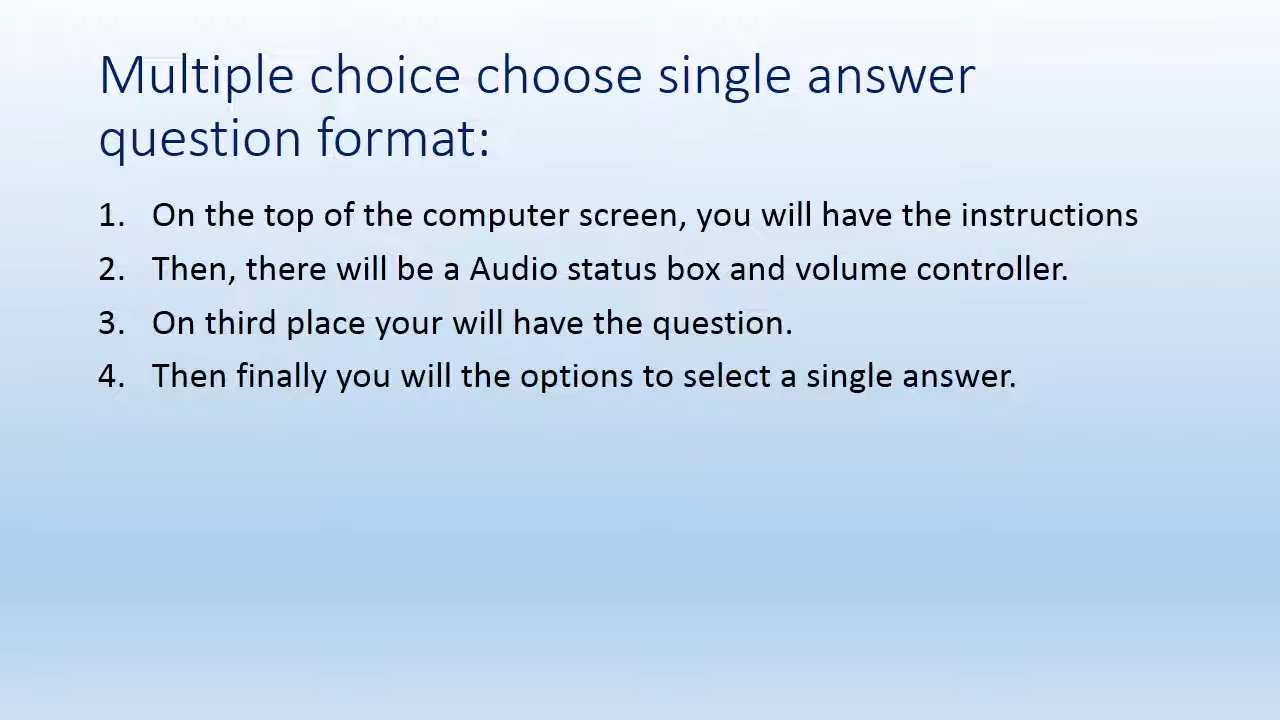 Multiple choice choose single answer
question format:
1. On the top of the computer screen, you will have the instructions
2. Then, there will be a Audio status box and volume controller.
3. On third place your will have the question.
4. Then finally you will the options to select a single answer.